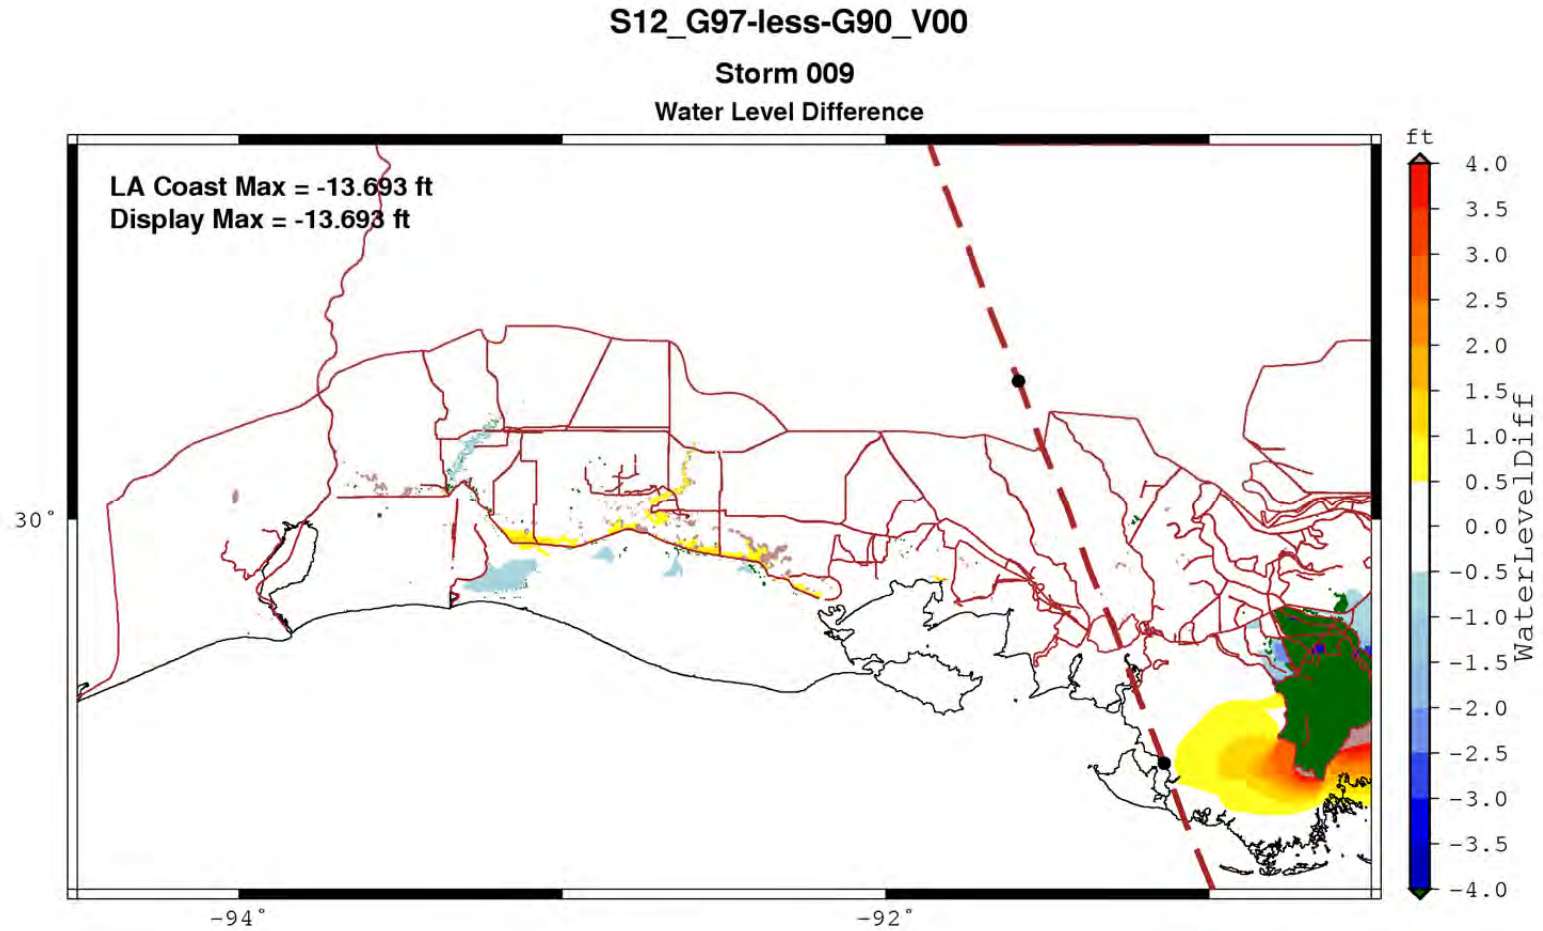 S12_G97-less-G90_V00
Storm 009
Water Level Difference
LA Coast Max = -13.693 ft
Display Max = -13.693 ft
ft
4.0
3.5
3.0
2.5
2.0
1.5
1.0
0.5
0.0
-0.5
-1.0
-1.5
-2.0
-2.5
-3.0
-3.5
-4.0
WaterLevelDiff
30°
-94°
-92°